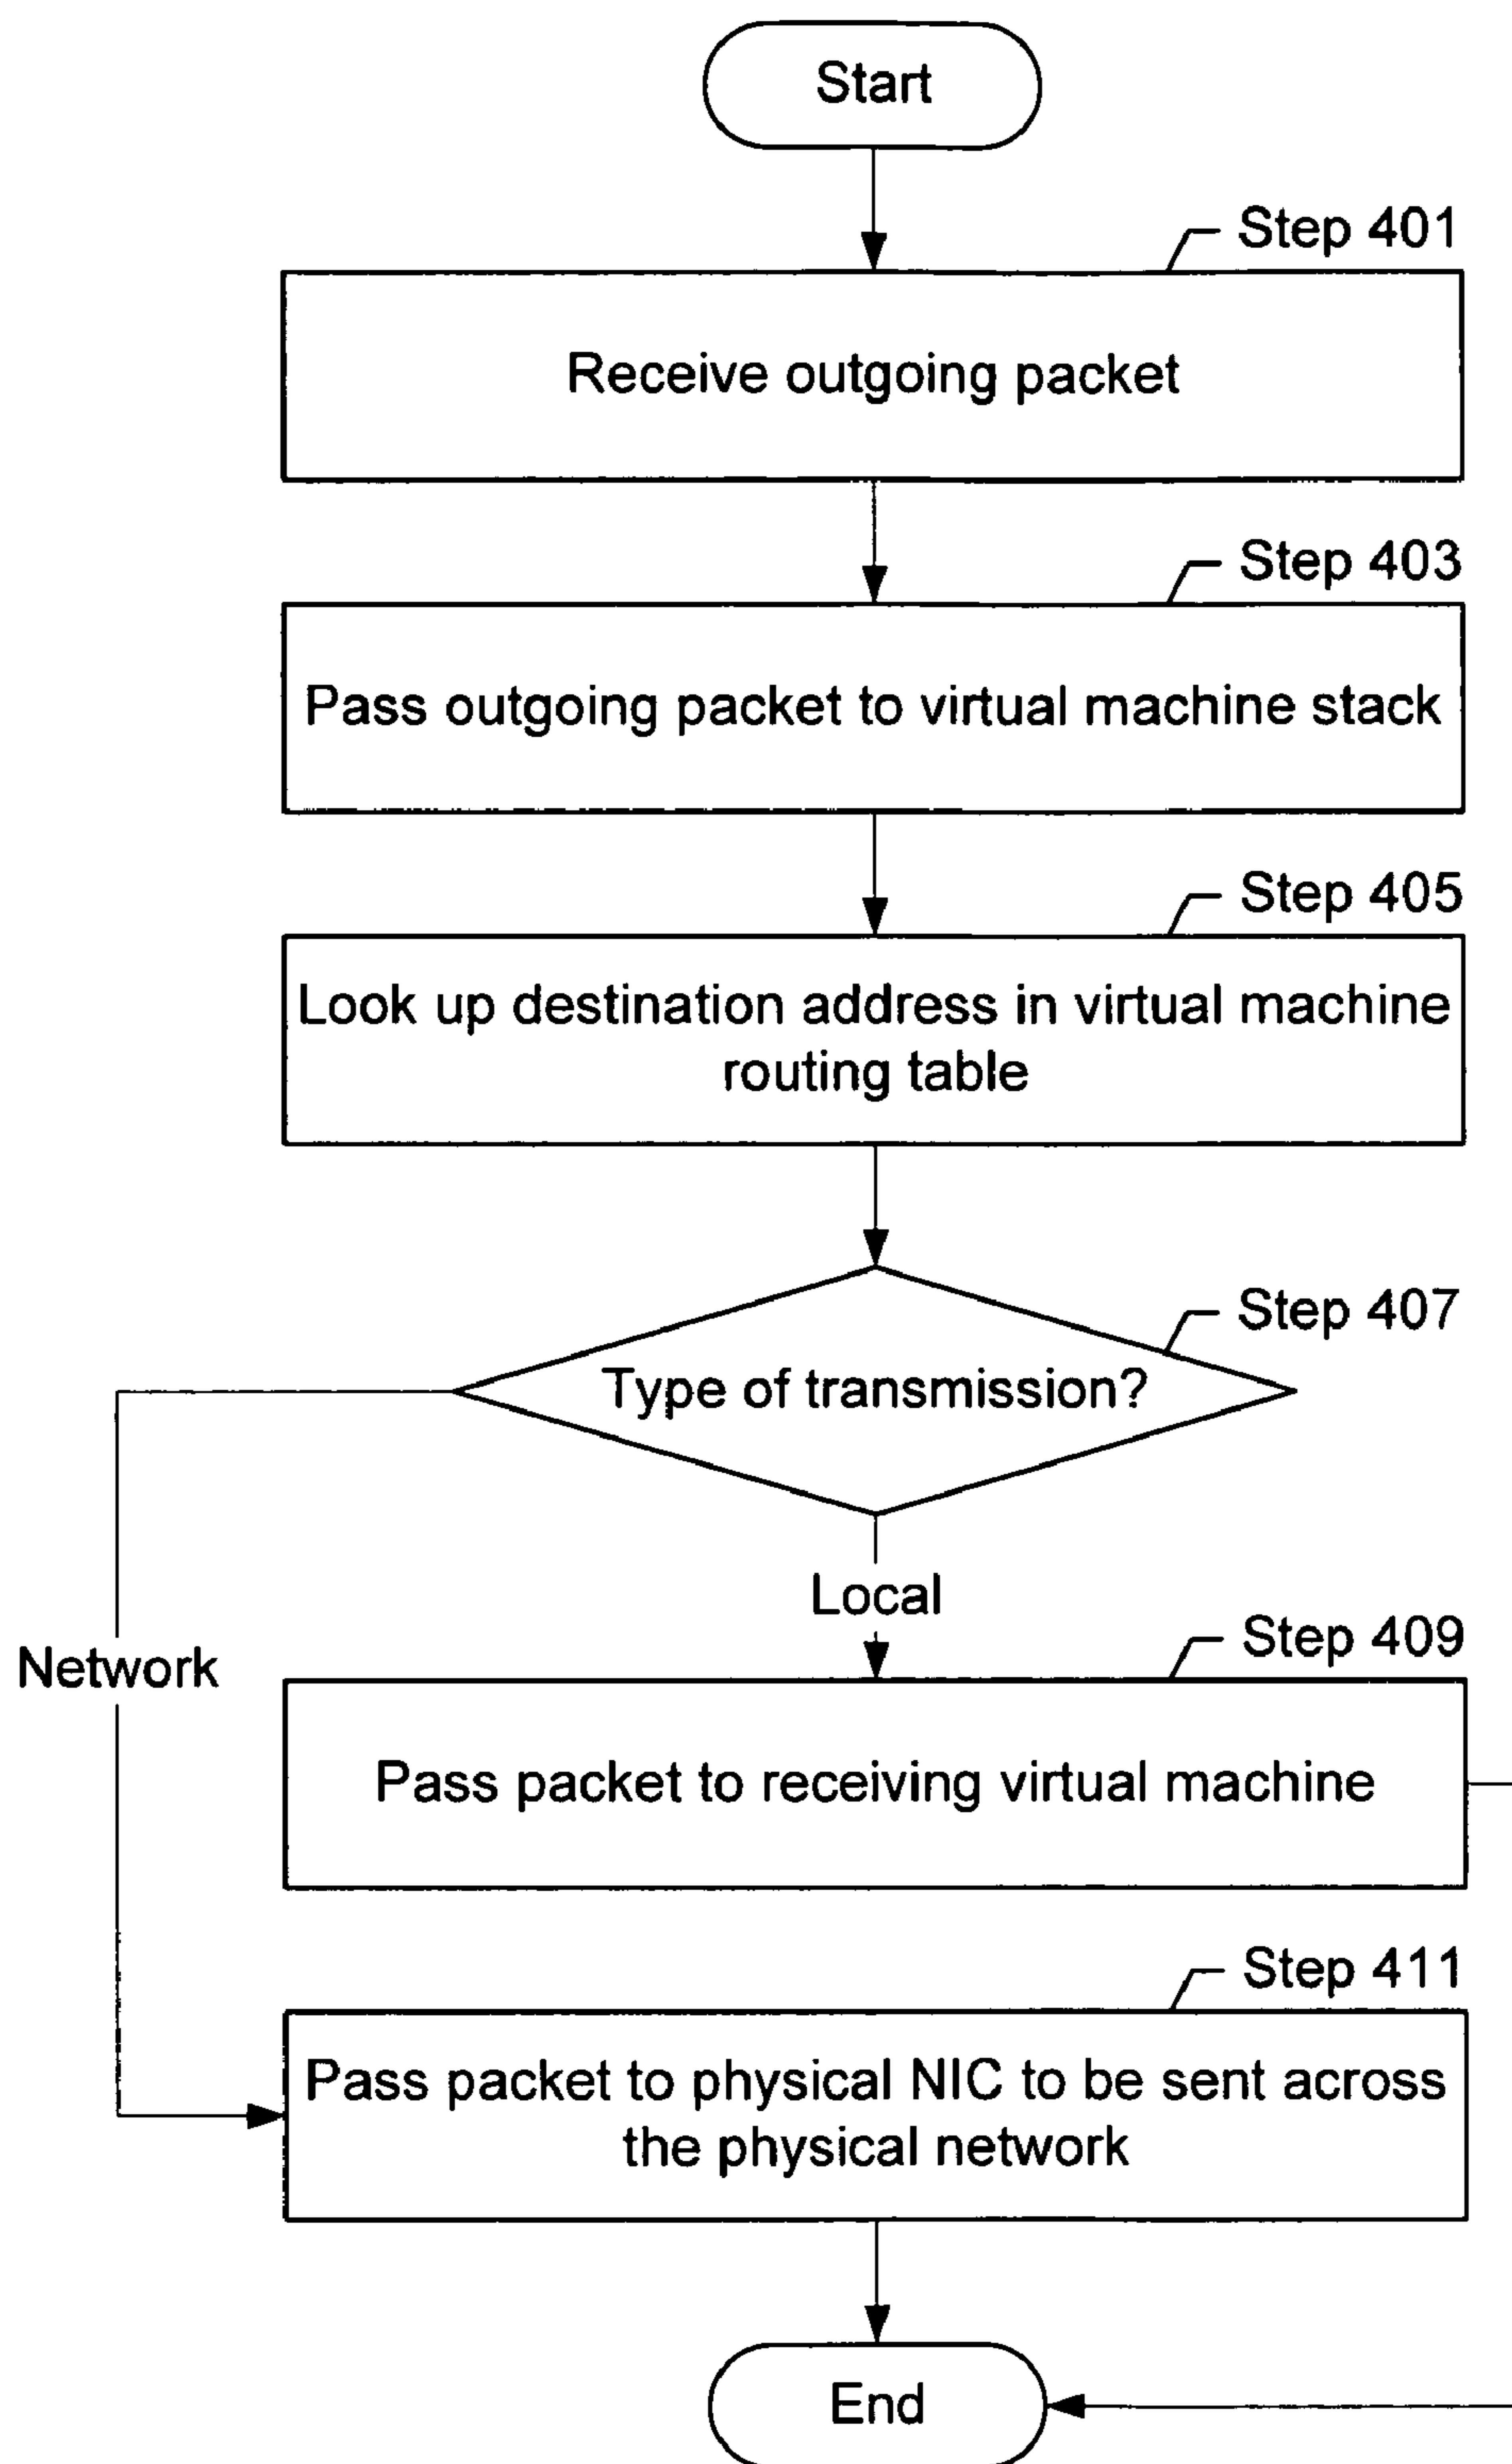 Start
Step 401
Receive outgoing packet
Step 403
Pass outgoing packet to virtual machine stack
Step 405
Look up destination address in virtual machine
routing table
Step 407
Type of transmission?
Local
Network
Step 409
Pass packet to receiving virtual machine
Step 411
Pass packet to physical NIC to be sent across
the physical network
End